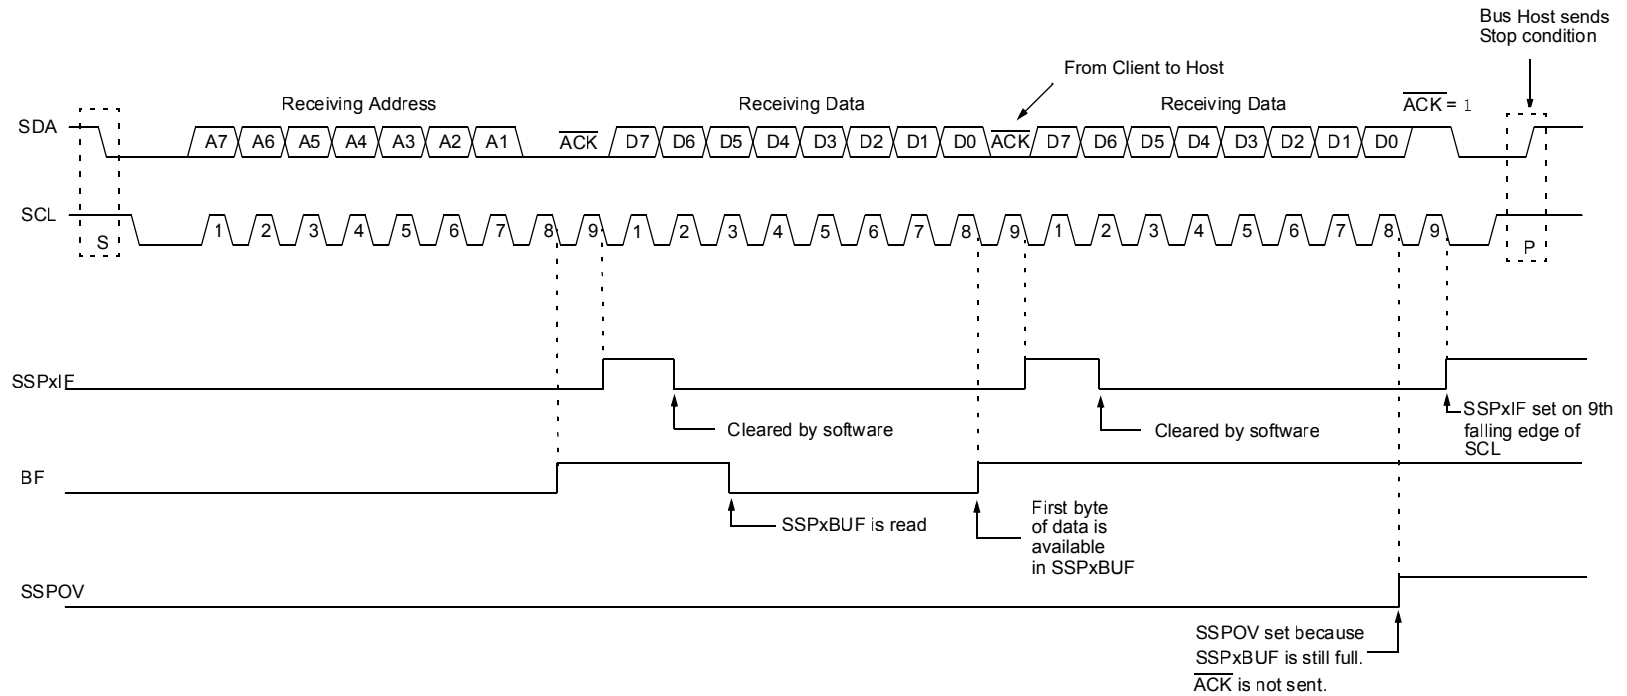 Bus Host sends
Stop condition
From Client to Host
Receiving Address
Receiving Data
Receiving Data
ACK = 1
SDA
A7 A6 A5 A4 A3 A2 A1 ACK D7 D6 D5 D4 D3 D2 D1 D0 ACK D7 D6 D5 D4 D3 D2 D1 D0
SCL
S 1 2 3 4 5 6 7 8 9 1 2 3 4 5 6 7 8 9 1 2 3 4 5 6 7 8 9 P
SSPxIF
Cleared by software
Cleared by software
SSPxIF set on 9th
falling edge of
SCL
BF
SSPxBUF is read
First byte
of data is
available
in SSPxBUF
SSPOV
SSPOV set because
SSPxBUF is still full.
ACK is not sent.